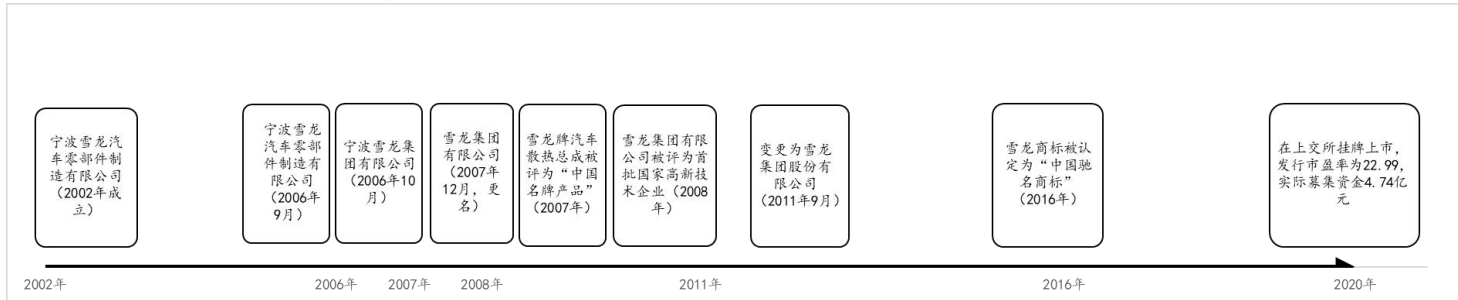 宁波雪龙汽
车零部件制
造有限公司
（2002年成
立）
宁波雪龙
汽车零部
件制造有
限公司
（2006年
9月）
宁波雪龙集
团有限公司
（2006年10
月）
雪龙集团
有限公司
（2007年
12月，更
名）
雪龙牌汽车
散热总成被
评为“中国
名牌产品”
（2007年）
雪龙集团有限
公司被评为首
批国家高新技
术企业（2008
年）
变更为雪龙
集团股份有
限公司
（2011年9月）
雪龙商标被认
定为“中国驰
名商标”
（2016年）
在上交所挂牌上市，
发行市盈率为22.99，
实际募集资金4.74亿
元
2002年
2006年
2007年
2008年
2011年
2016年
2020年